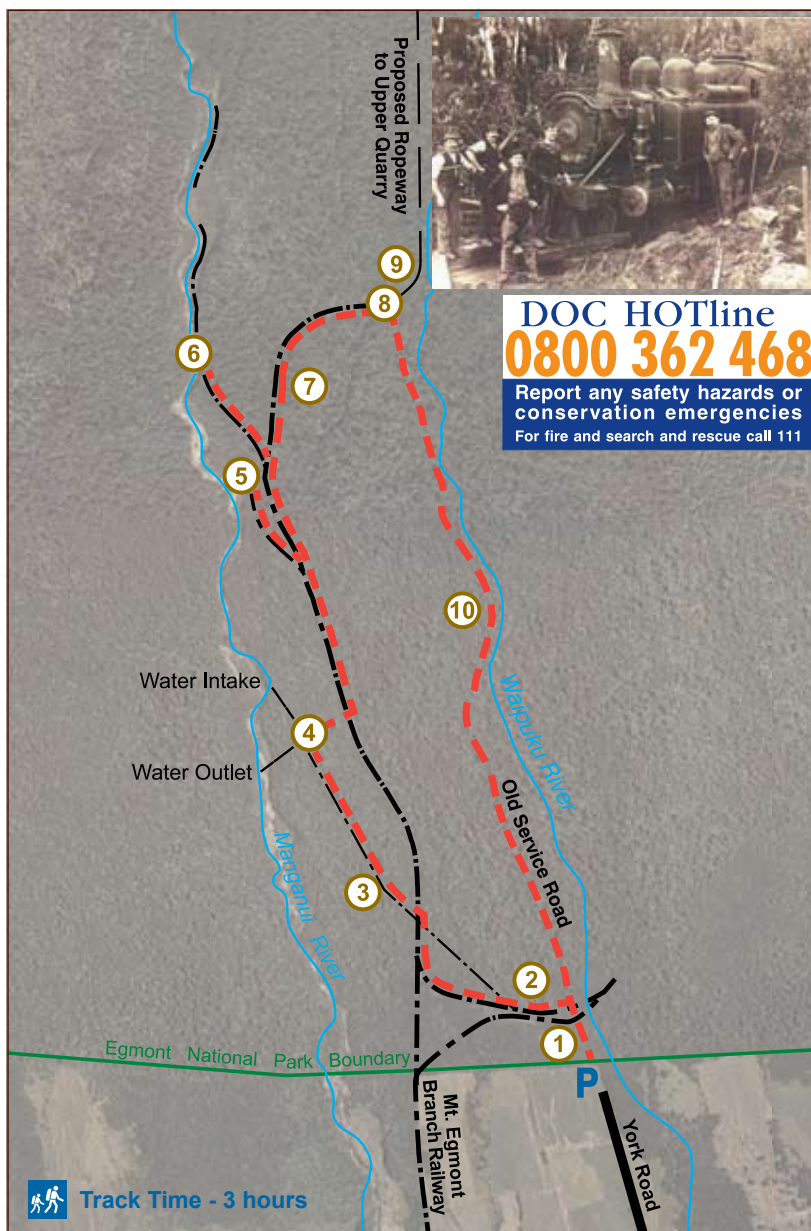 Proposed Ropeway
to Upper Quarry
DOC HOTline
0800 362 468
Report any safety hazards or
conservation emergencies
For fire and search and rescue call 111
9
8
6
7
5
10
Water Intake
4
Water Outlet
Waipuku River
Old Service Road
Manganui River
3
2
1
Egmont National Park Boundary
P
Mt. Egmont
Branch Railway
York Road
Track Time - 3 hours